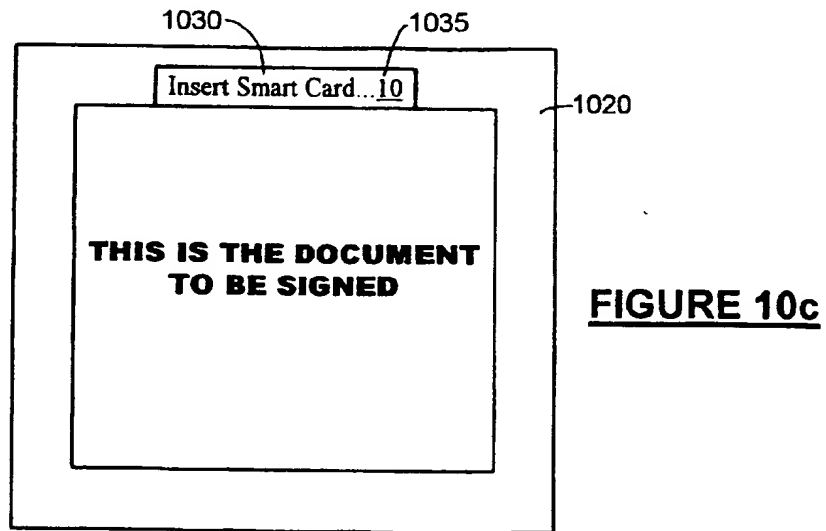 1030
1035
Insert Smart Card...10
1020
THIS IS THE DOCUMENT
TO BE SIGNED
FIGURE 10c